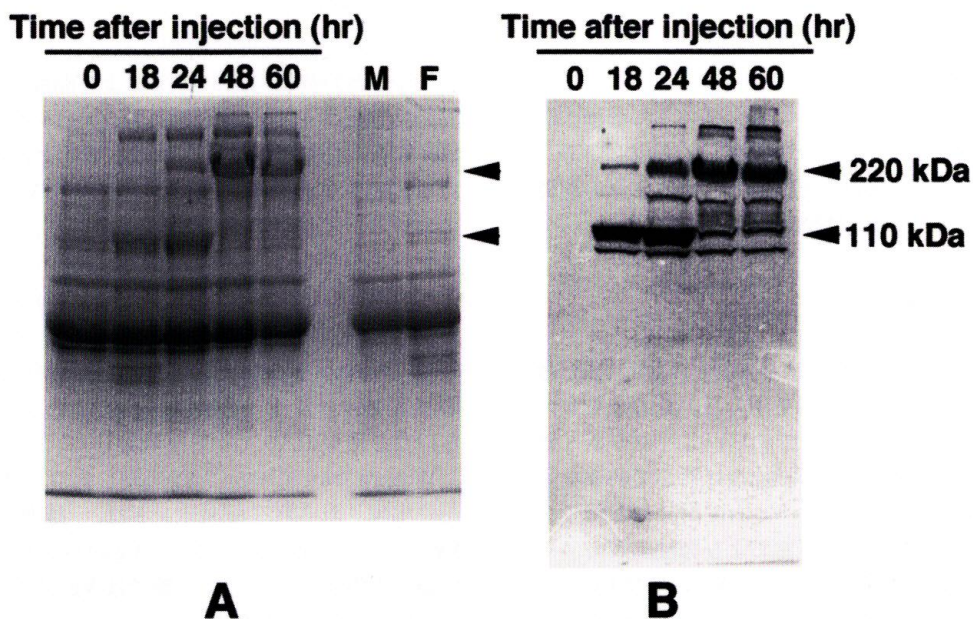 Time after injection (hr)
0 18 24 48 60 M F
A
Time after injection (hr)
0 18 24 48 60
220 kDa
110 kDa
B